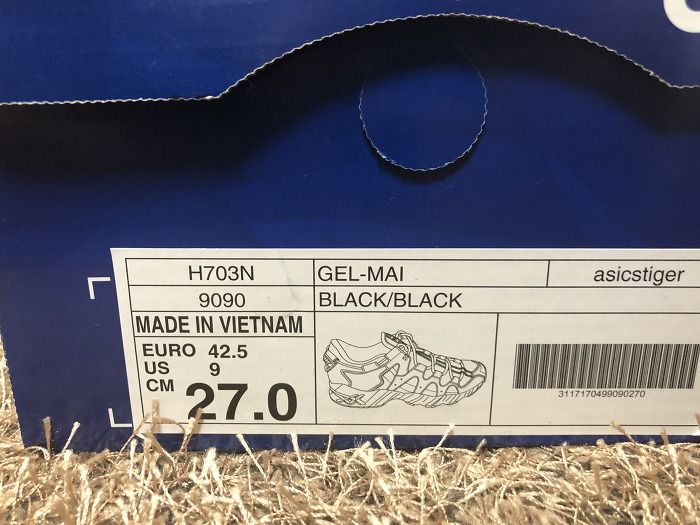 H703N GEL-MAI asicstiger
9090 BLACK/BLACK
MADE IN VIETNAM
EURO 42.5
US 9
CM 27.0
3117170499090270